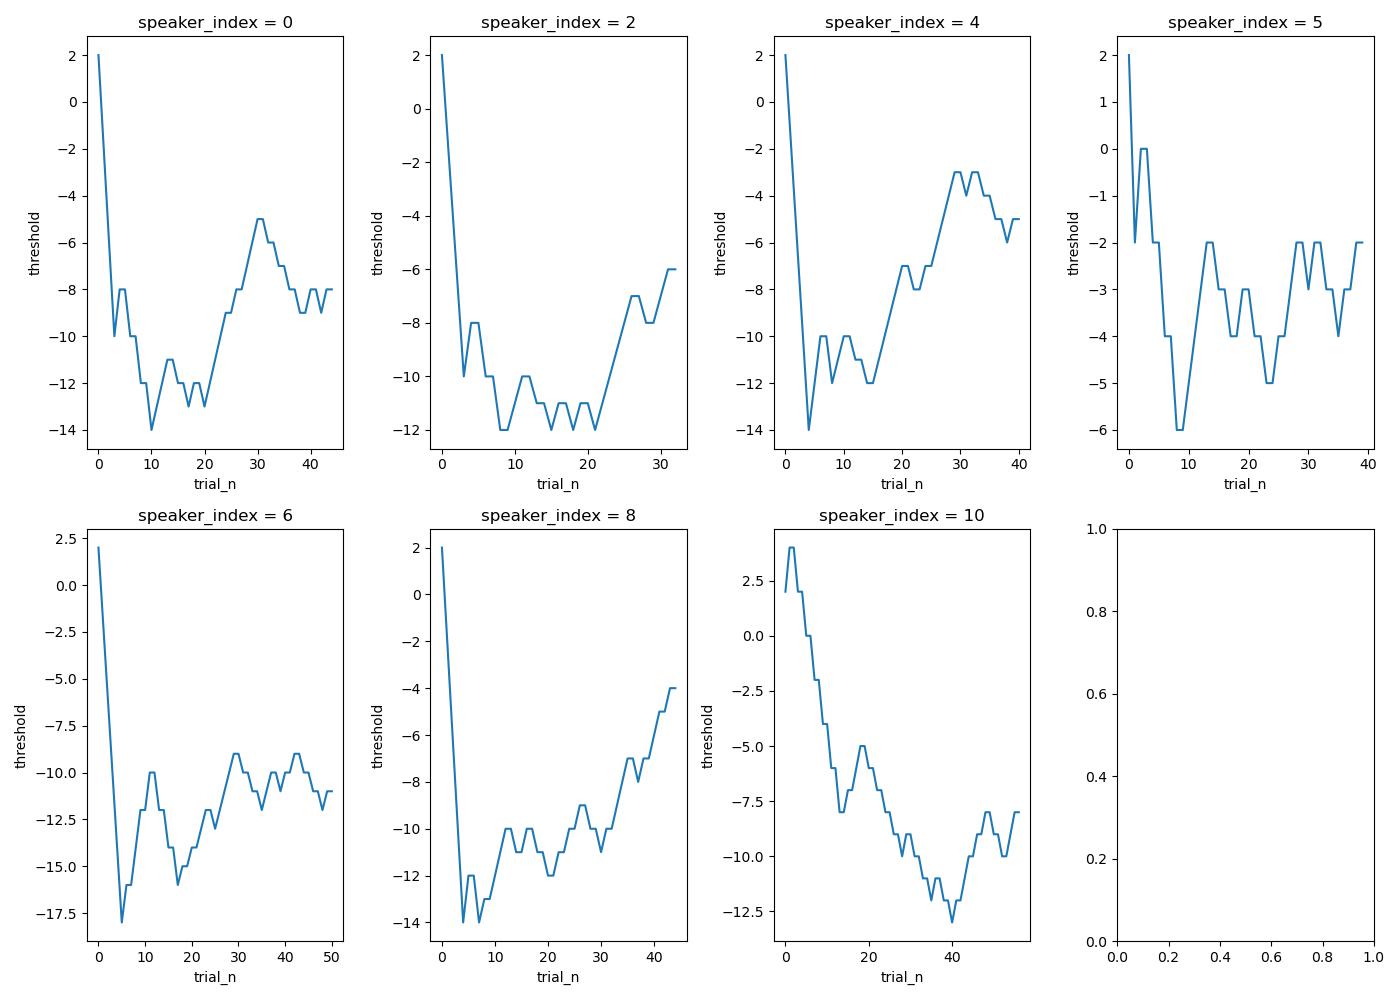 speaker_index = 0
2
0
−2
−4
−6
−8
−10
−12
−14
threshold
0 10 20 30 40
trial_n
speaker_index = 2
2
0
−2
−4
−6
−8
−10
−12
threshold
0 10 20 30
trial_n
speaker_index = 4
2
0
−2
−4
−6
−8
−10
−12
−14
threshold
0 10 20 30 40
trial_n
speaker_index = 5
2
1
0
−1
−2
−3
−4
−5
−6
threshold
0 10 20 30 40
trial_n
speaker_index = 6
2.5
0.0
−2.5
−5.0
−7.5
−10.0
−12.5
−15.0
−17.5
threshold
0 10 20 30 40 50
trial_n
speaker_index = 8
2
0
−2
−4
−6
−8
−10
−12
−14
threshold
0 10 20 30 40
trial_n
speaker_index = 10
2.5
0.0
−2.5
−5.0
−7.5
−10.0
−12.5
threshold
0 20 40
trial_n
1.0
0.8
0.6
0.4
0.2
0.0
0.0 0.2 0.4 0.6 0.8 1.0